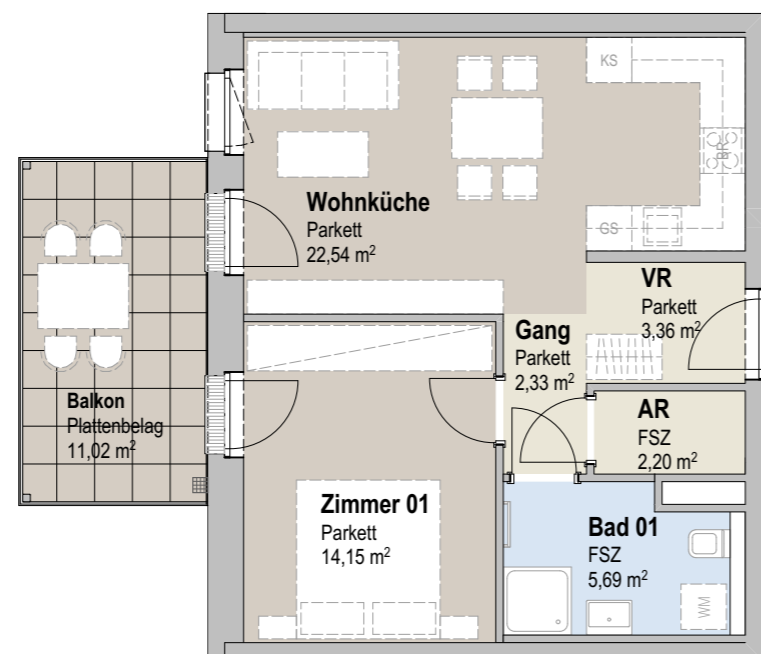 KS
BR
GS
Wohnküche
Parkett
22,54 m²
VR
Parkett
3,36 m²
Gang
Parkett
2,33 m²
AR
FSZ
2,20 m²
Balkon
Plattenbelag
11,02 m²
Zimmer 01
Parkett
14,15 m²
Bad 01
FSZ
5,69 m²
WM